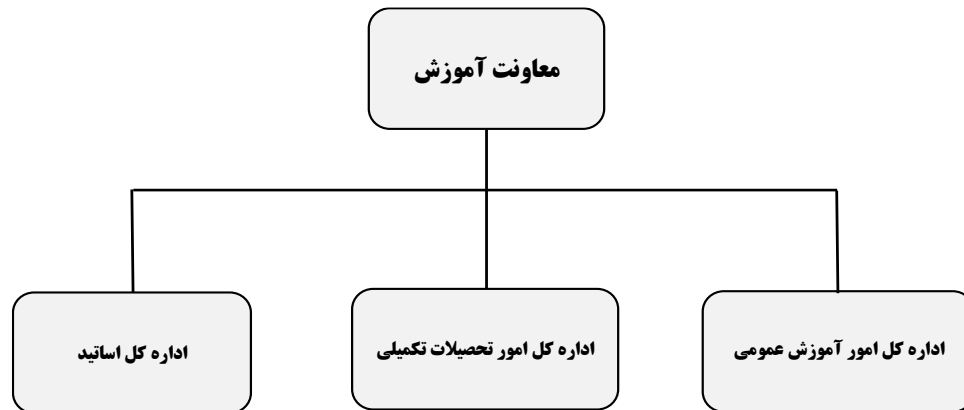 معاونت آموزش
اداره کل امور آموزش عمومی
اداره کل امور تحصیلات تکمیلی
اداره کل اساتید